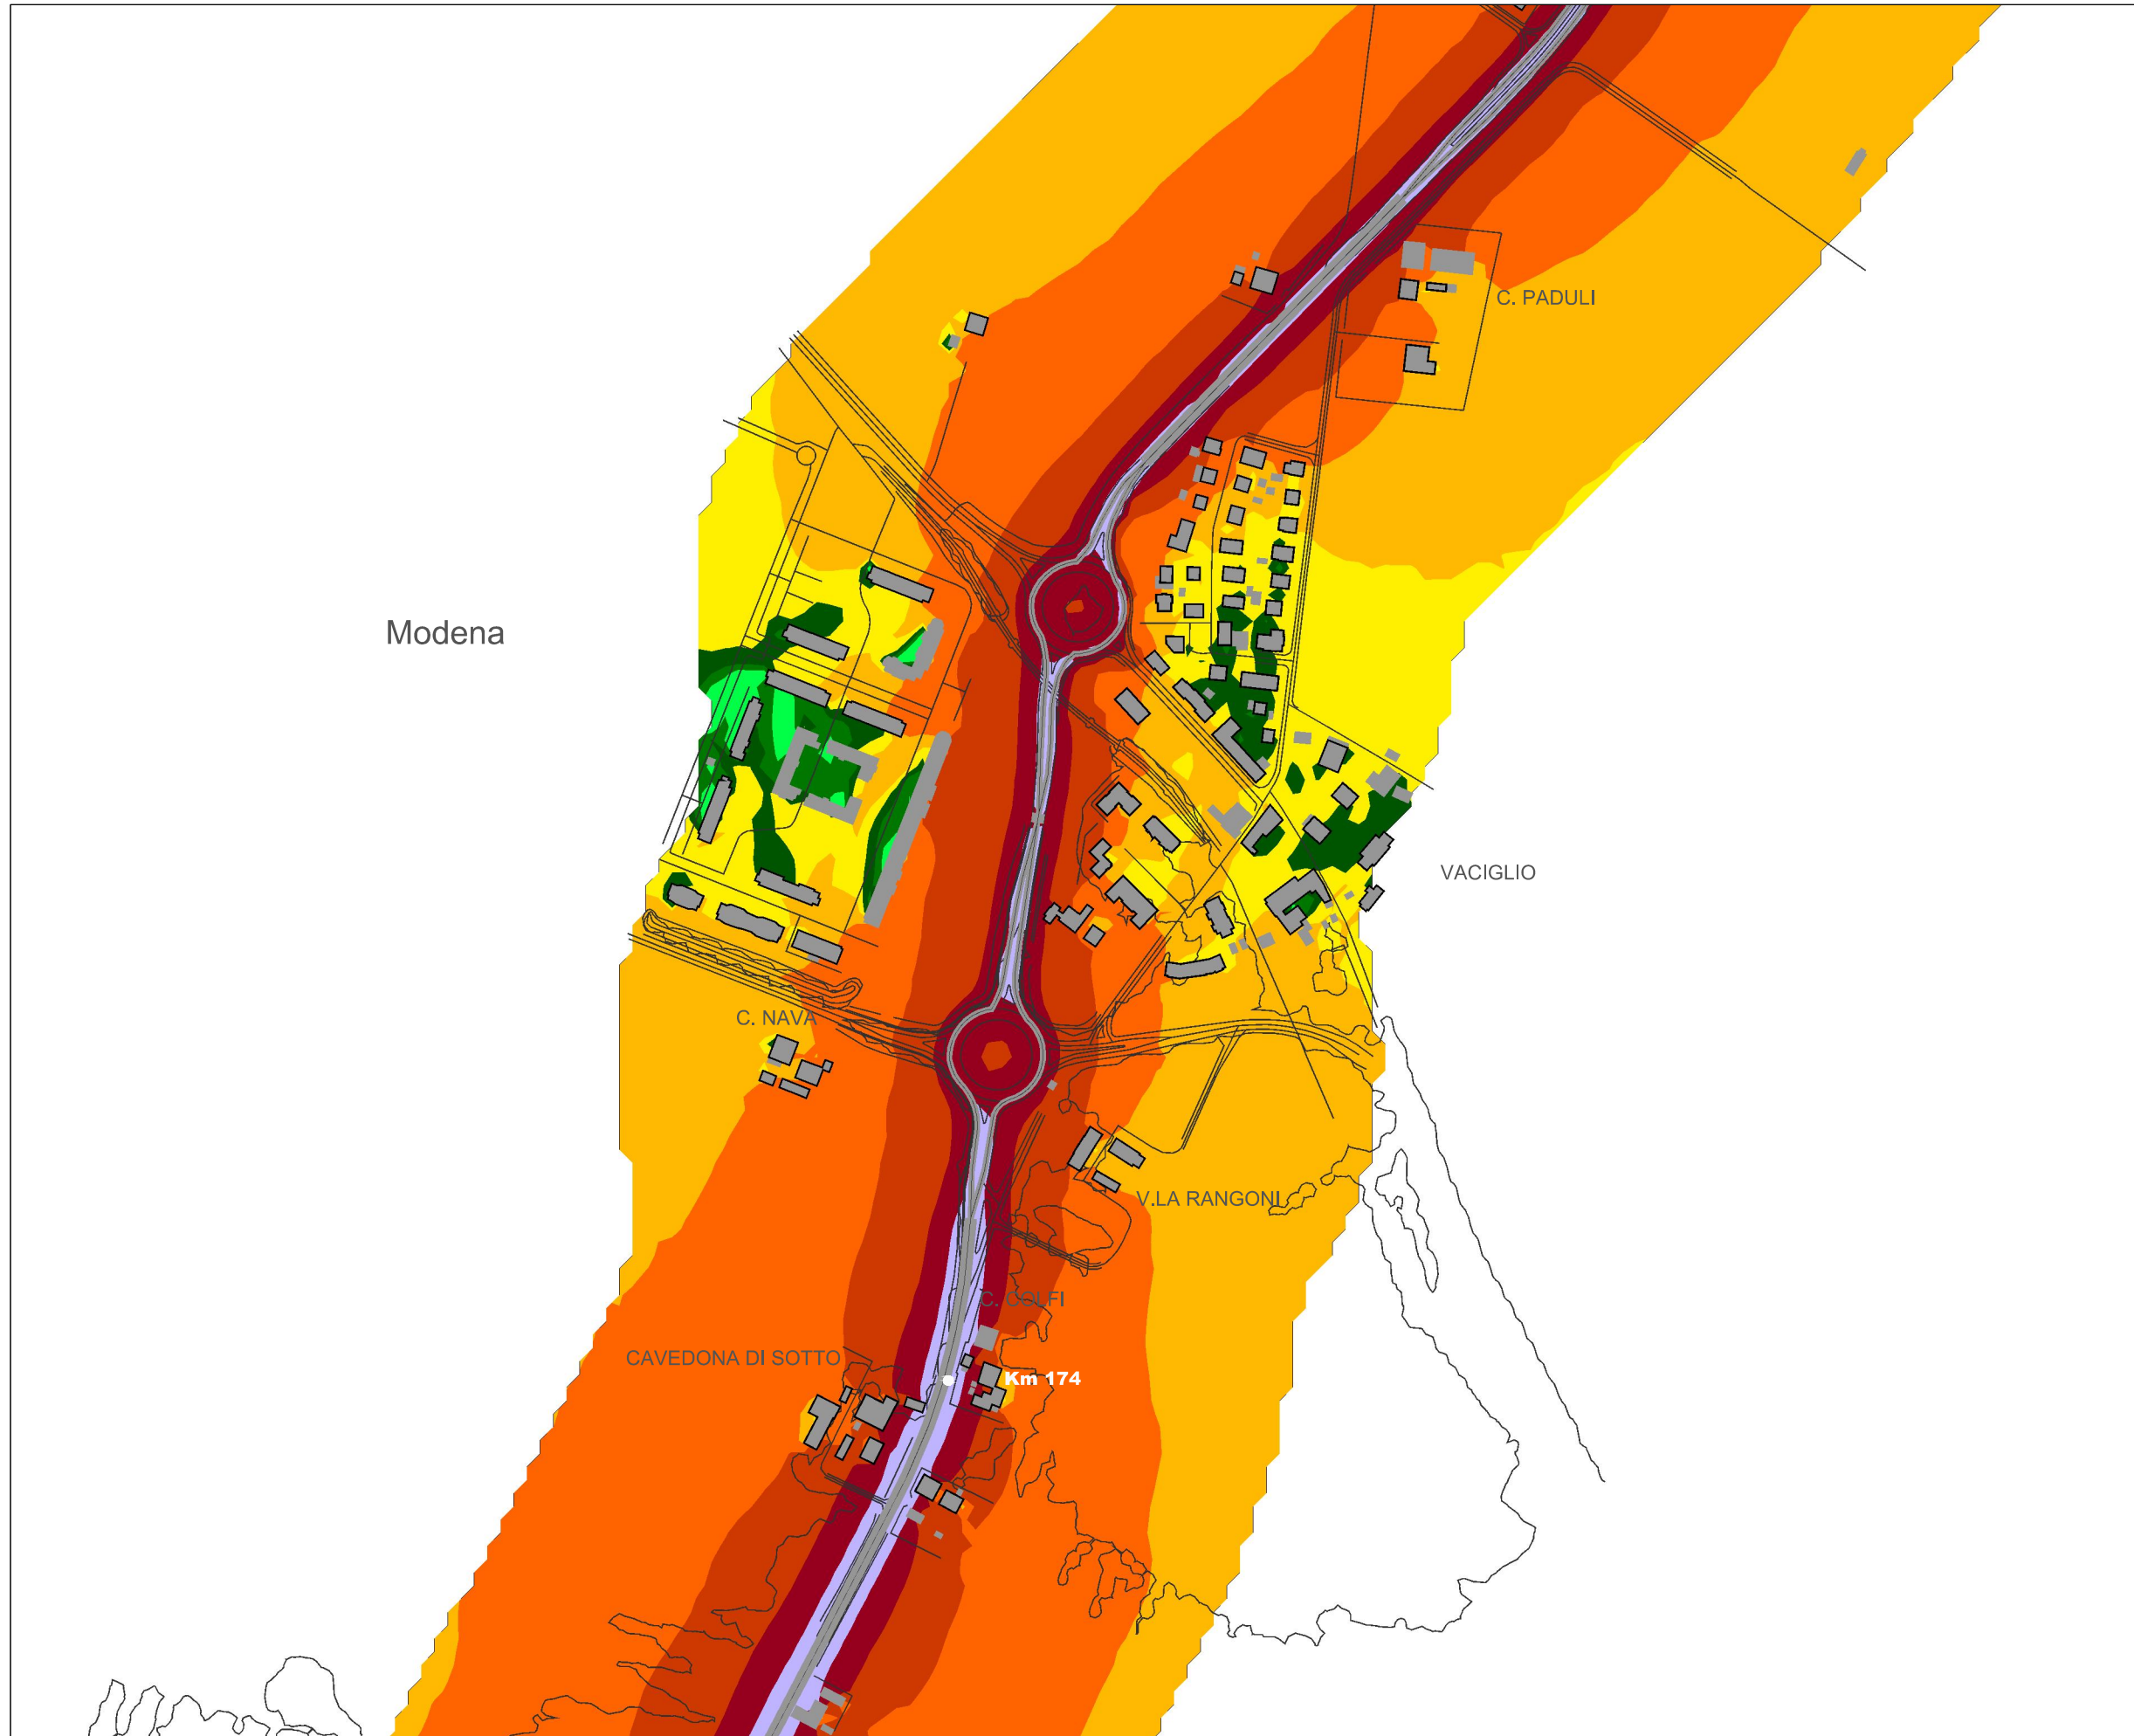 C. PADULI
Modena
VACIGLIO
C. NAVA
V.LA RANGONI
C. COLFI
CAVEDONA DI SOTTO
Km 174